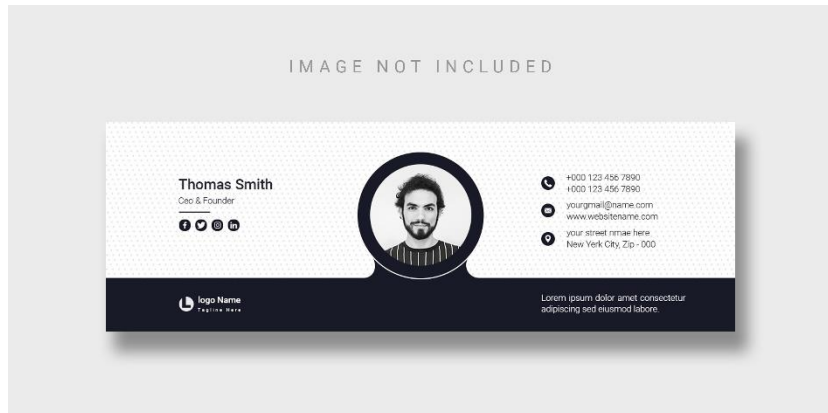 IMAGE NOT INCLUDED
Thomas Smith
Ceo & Founder
+000 123 456 7890
+000 123 456 7890
yourgmail@name.com
www.websitename.com
your street nmae here
New Yerk City, Zip - 000
logo Name
Tagline Here
Lorem ipsum dolor amet consectetur
adipiscing sed eiusmod labore.